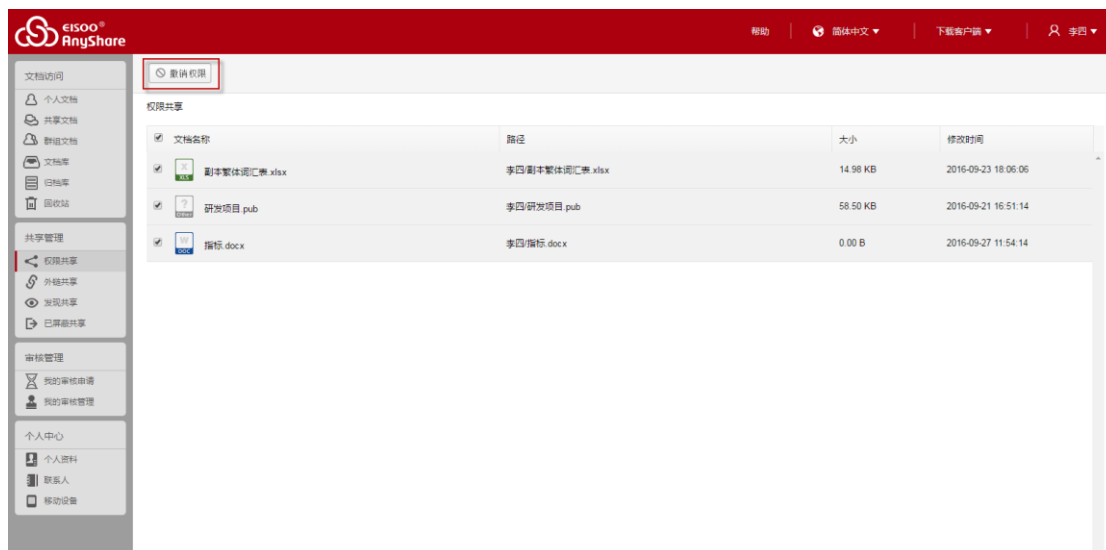 EISOO®
AnyShare
帮助 简体中文 ▼ 下载客户端 ▼ 李四 ▼
文档访问
个人文档
共享文档
群组文档
文档库
归档库
回收站
共享管理
权限共享
外链共享
发现共享
已屏蔽共享
审核管理
我的审核申请
我的审核管理
个人中心
个人资料
联系人
移动设备
撤销权限
权限共享
文档名称 路径 大小 修改时间
XLS 副本繁体词汇表.xlsx 李四/副本繁体词汇表.xlsx 14.98 KB 2016-09-23 18:06:06
Other 研发项目.pub 李四/研发项目.pub 58.50 KB 2016-09-21 16:51:14
DOC 指标.docx 李四/指标.docx 0.00 B 2016-09-27 11:54:14